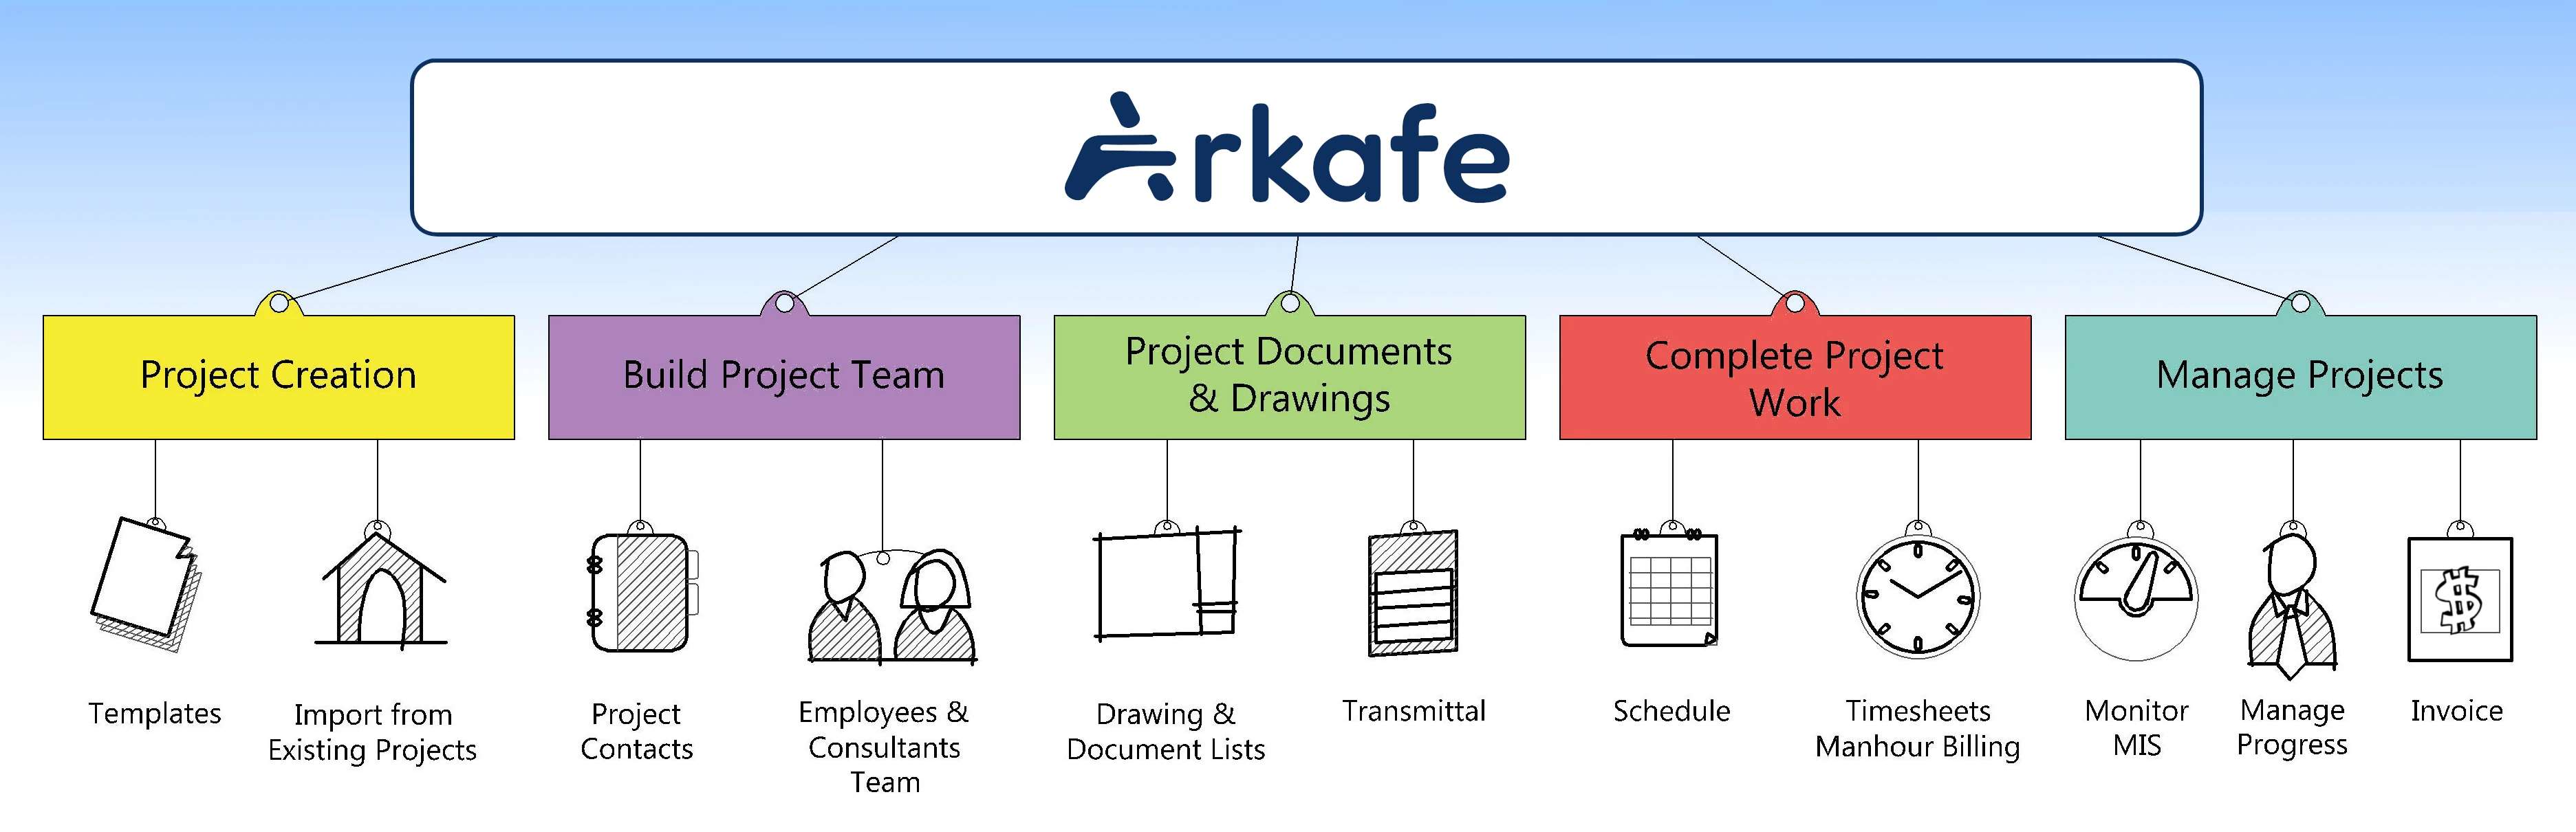 Arkafe
Project Creation
Build Project Team
Project Documents
& Drawings
Complete Project
Work
Manage Projects
Templates
Import from
Existing Projects
Project
Contacts
Employees &
Consultants
Team
Drawing &
Document Lists
Transmittal
Schedule
Timesheets
Manhour Billing
Monitor
MIS
Manage
Progress
$
Invoice